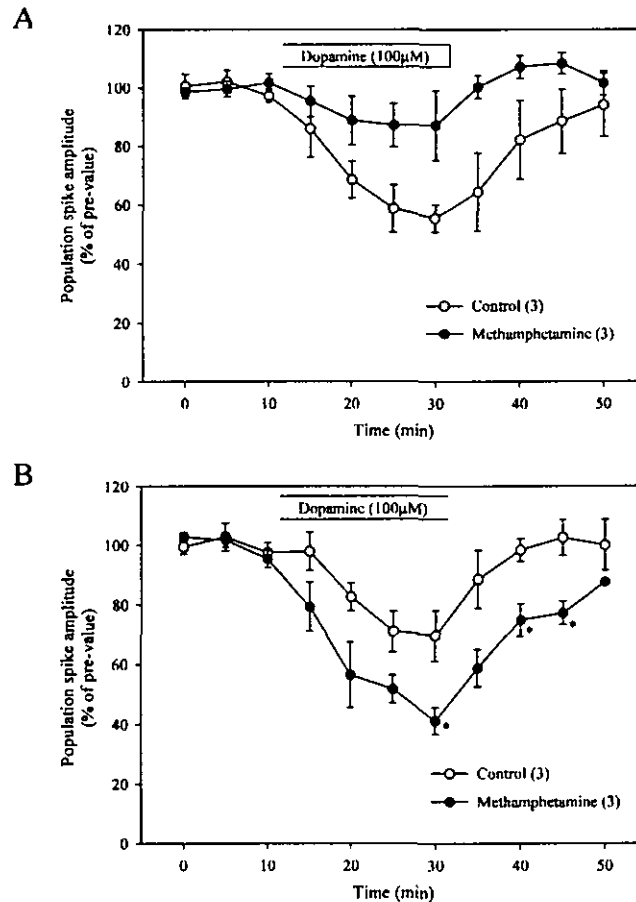 A
Dopamine (100μM)
120
100
80
60
40
20
0
Population spike amplitude
(% of pre-value)
Control (3)
Methamphetamine (3)
0 10 20 30 40 50
Time (min)
B
Dopamine (100μM)
120
100
80
60
40
20
0
Population spike amplitude
(% of pre-value)
*
*
*
Control (3)
Methamphetamine (3)
0 10 20 30 40 50
Time (min)